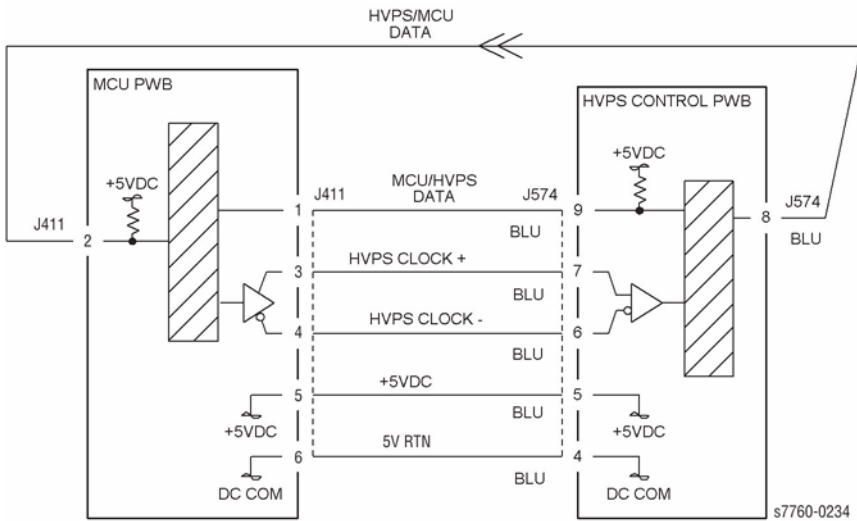 HVPS/MCU
DATA
MCU PWB
HVPS CONTROL PWB
+5VDC
+5VDC
J411
J411
MCU/HVPS
DATA
J574
J574
1
9
8
2
BLU
BLU
3
HVPS CLOCK +
7
BLU
4
HVPS CLOCK -
6
BLU
5
+5VDC
5
BLU
+5VDC
+5VDC
6
5V RTN
4
BLU
DC COM
DC COM
s7760-0234